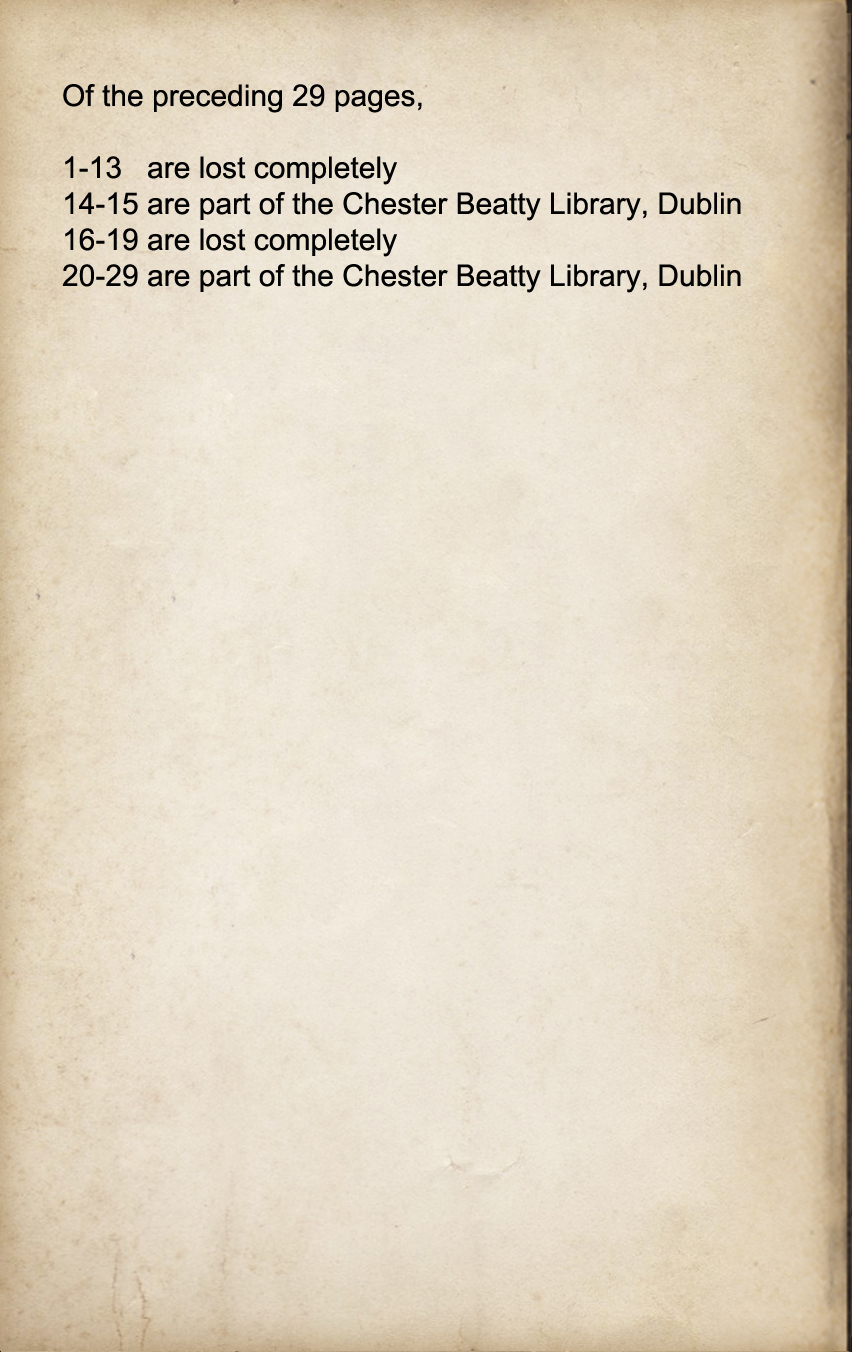 Of the preceding 29 pages,
1-13 are lost completely
14-15 are part of the Chester Beatty Library, Dublin
16-19 are lost completely
20-29 are part of the Chester Beatty Library, Dublin